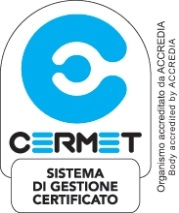 CERMET
SISTEMA
DI GESTIONE
CERTIFICATO
Organismo accreditato da ACCREDIA
Body accredited by ACCREDIA